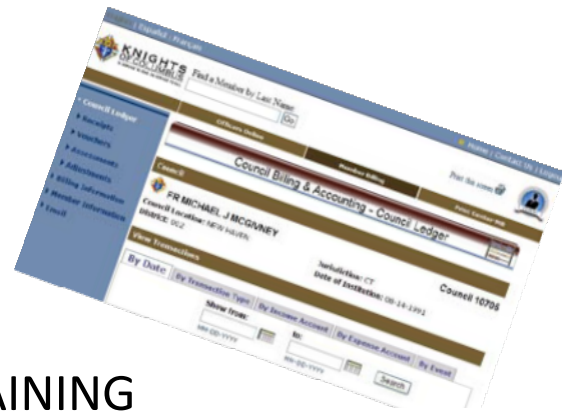 | Español | Français
Home | Contact Us | Logout
KNIGHTS
OF COLUMBUS
Find a Member by Last Name:
Go
Print the screen
Officers Online
Member Billing
Council Ledger
Receipts
Vouchers
Assessments
Adjustments
Billing Information
Member Information
Email
Council Billing & Accounting - Council Ledger
Council
FR MICHAEL J MCGIVNEY
Council 10705
Council Location: NEW HAVEN
Jurisdiction: CT
District: 002
Date of Institution: 08-14-1991
View Transactions
By Date
By Transaction Type
By Income Account
By Expense Account
By Event
Show from:
to:
MM-DD-YYYY
MM-DD-YYYY
Search
AINING